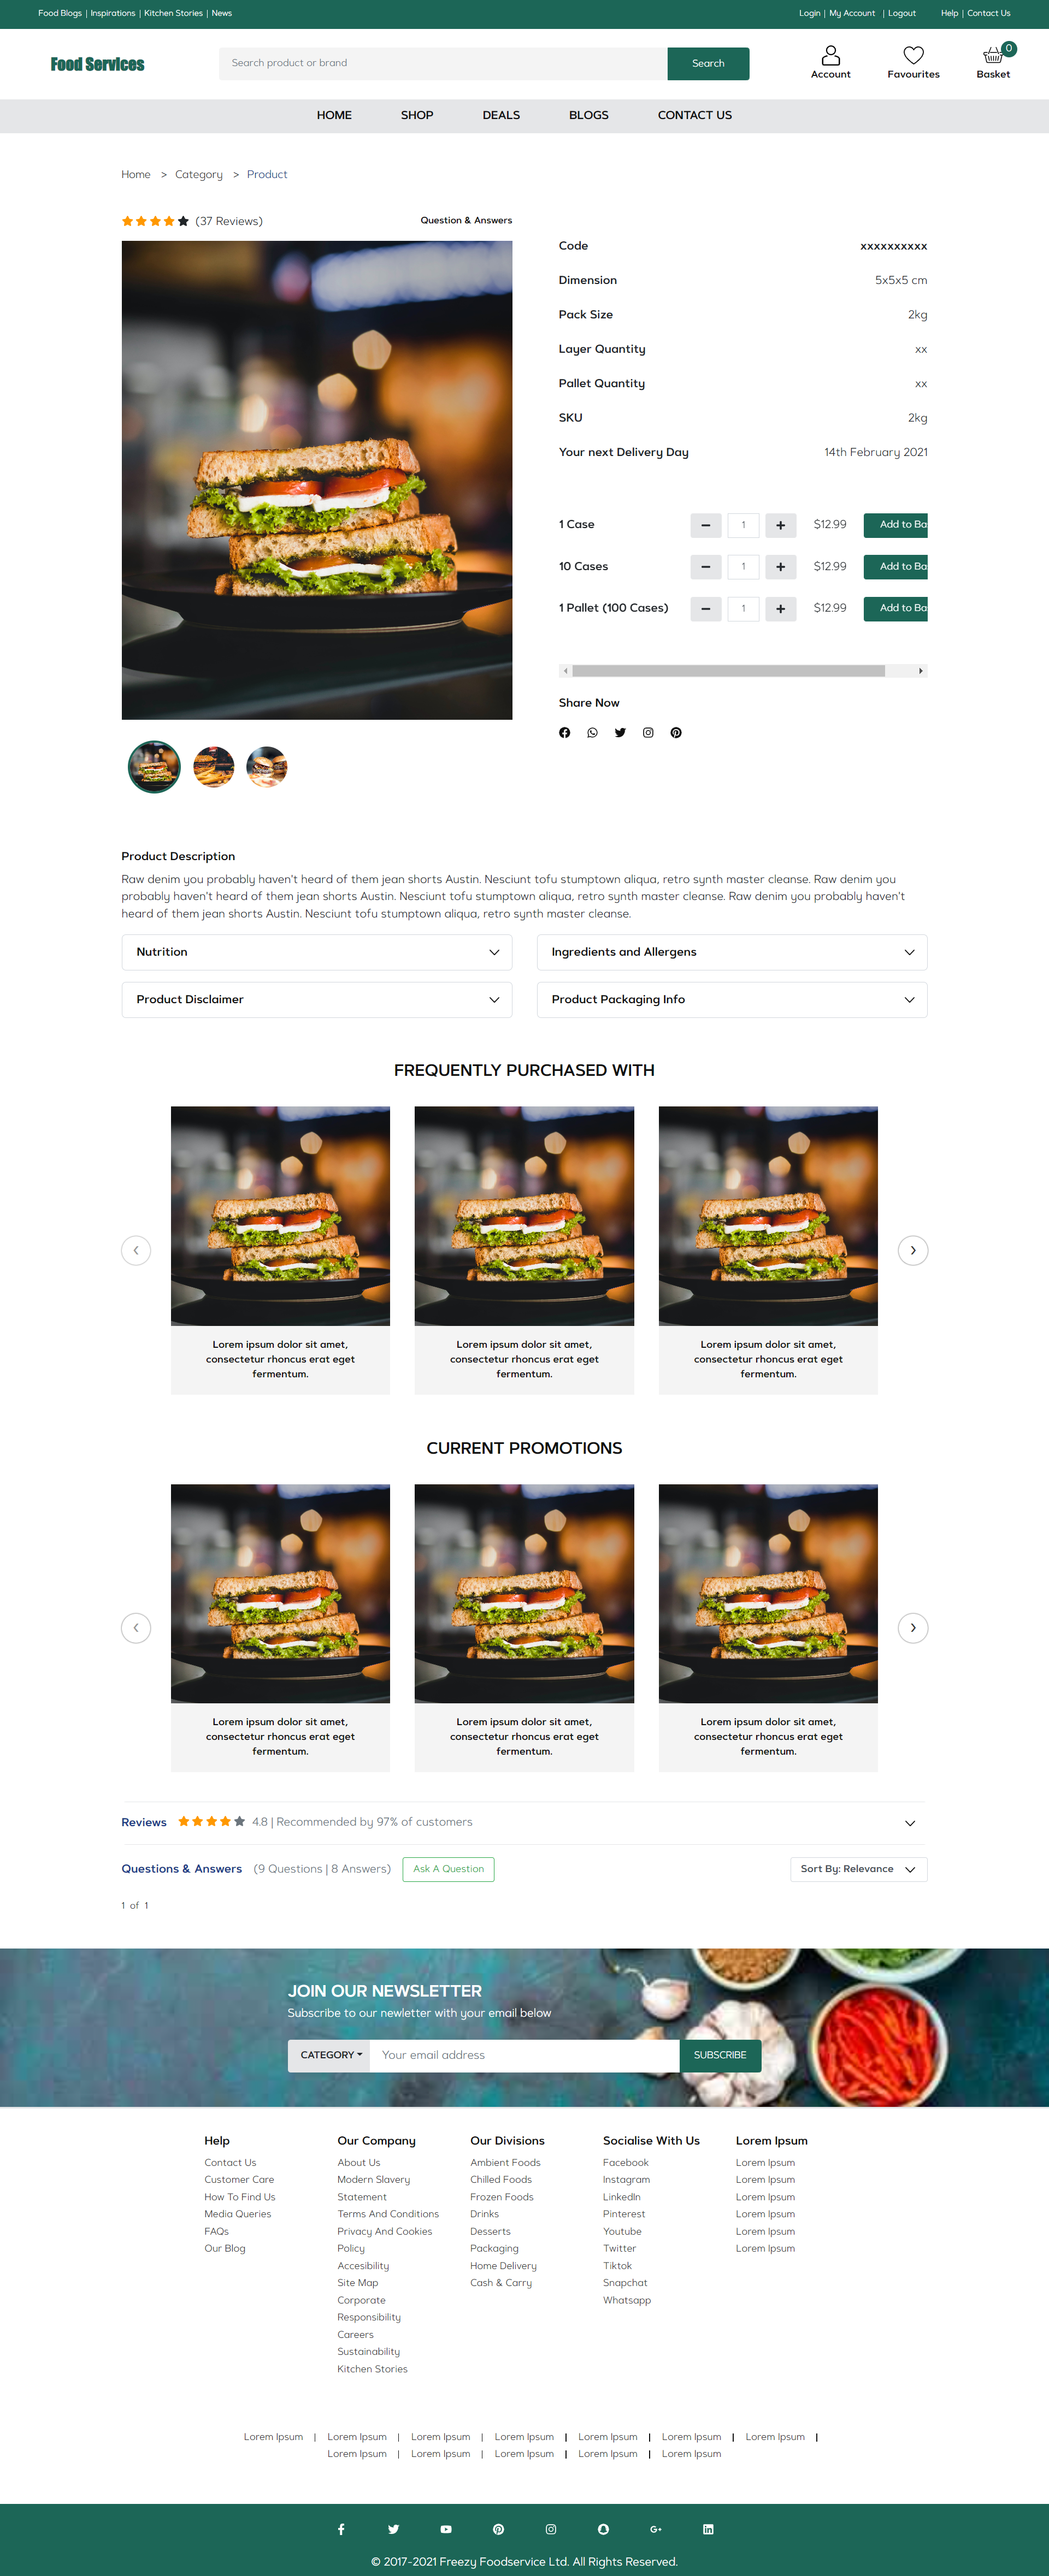 Food Blogs | Inspirations | Kitchen Stories | News
Login | My Account | Logout Help | Contact Us
Food Services
Search product or brand
Search
Account
Favourites
Basket
0
HOME SHOP DEALS BLOGS CONTACT US
Home > Category > Product
(37 Reviews)
Question & Answers
Code xxxxxxxxxx
Dimension 5x5x5 cm
Pack Size 2kg
Layer Quantity xx
Pallet Quantity xx
SKU 2kg
Your next Delivery Day 14th February 2021
1 Case 1 $12.99 Add to Ba
10 Cases 1 $12.99 Add to Ba
1 Pallet (100 Cases) 1 $12.99 Add to Ba
Share Now
Product Description
Raw denim you probably haven't heard of them jean shorts Austin. Nesciunt tofu stumptown aliqua, retro synth master cleanse. Raw denim you
probably haven't heard of them jean shorts Austin. Nesciunt tofu stumptown aliqua, retro synth master cleanse. Raw denim you probably haven't
heard of them jean shorts Austin. Nesciunt tofu stumptown aliqua, retro synth master cleanse.
Nutrition
Ingredients and Allergens
Product Disclaimer
Product Packaging Info
FREQUENTLY PURCHASED WITH
Lorem ipsum dolor sit amet,
consectetur rhoncus erat eget
fermentum.
Lorem ipsum dolor sit amet,
consectetur rhoncus erat eget
fermentum.
Lorem ipsum dolor sit amet,
consectetur rhoncus erat eget
fermentum.
CURRENT PROMOTIONS
Lorem ipsum dolor sit amet,
consectetur rhoncus erat eget
fermentum.
Lorem ipsum dolor sit amet,
consectetur rhoncus erat eget
fermentum.
Lorem ipsum dolor sit amet,
consectetur rhoncus erat eget
fermentum.
Reviews 4.8 | Recommended by 97% of customers
Questions & Answers (9 Questions | 8 Answers) Ask A Question Sort By: Relevance
1 of 1
JOIN OUR NEWSLETTER
Subscribe to our newletter with your email below
CATEGORY Your email address SUBSCRIBE
Help
Contact Us
Customer Care
How To Find Us
Media Queries
FAQs
Our Blog
Our Company
About Us
Modern Slavery
Statement
Terms And Conditions
Privacy And Cookies
Policy
Accesibility
Site Map
Corporate
Responsibility
Careers
Sustainability
Kitchen Stories
Our Divisions
Ambient Foods
Chilled Foods
Frozen Foods
Drinks
Desserts
Packaging
Home Delivery
Cash & Carry
Socialise With Us
Facebook
Instagram
LinkedIn
Pinterest
Youtube
Twitter
Tiktok
Snapchat
Whatsapp
Lorem Ipsum
Lorem Ipsum
Lorem Ipsum
Lorem Ipsum
Lorem Ipsum
Lorem Ipsum
Lorem Ipsum
Lorem Ipsum | Lorem Ipsum | Lorem Ipsum | Lorem Ipsum | Lorem Ipsum | Lorem Ipsum | Lorem Ipsum |
Lorem Ipsum | Lorem Ipsum | Lorem Ipsum | Lorem Ipsum | Lorem Ipsum
© 2017-2021 Freezy Foodservice Ltd. All Rights Reserved.